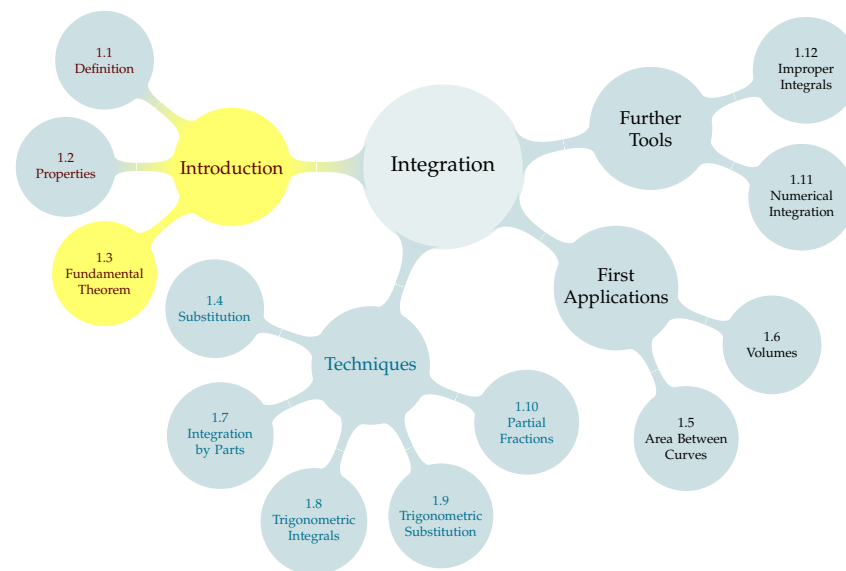 1.1
Definition
1.2
Properties
1.3
Fundamental
Theorem
Introduction
Integration
Further
Tools
1.12
Improper
Integrals
1.11
Numerical
Integration
First
Applications
1.6
Volumes
1.5
Area Between
Curves
Techniques
1.4
Substitution
1.7
Integration
by Parts
1.8
Trigonometric
Integrals
1.9
Trigonometric
Substitution
1.10
Partial
Fractions